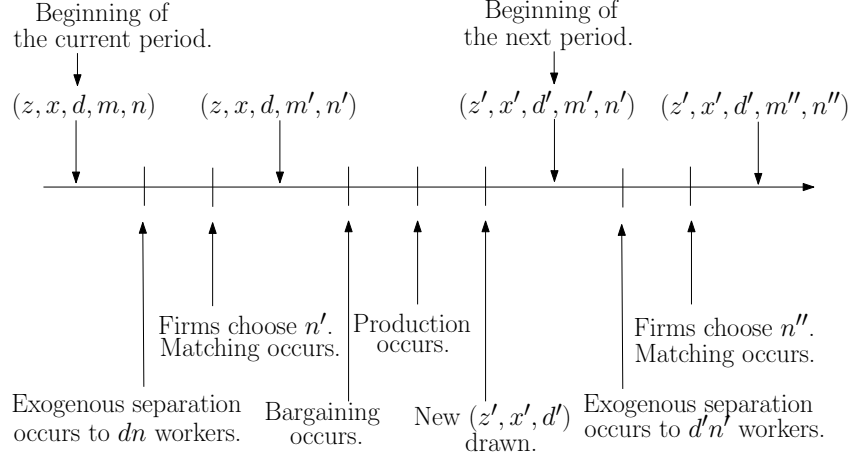 Beginning of
the current period.
Beginning of
the next period.
(z, x, d, m, n)
(z, x, d, m′, n′)
(z′, x′, d′, m′, n′)
(z′, x′, d′, m″, n″)
Firms choose n′.
Matching occurs.
Production
occurs.
Firms choose n″.
Matching occurs.
Exogenous separation
occurs to dn workers.
Bargaining
occurs.
New (z′, x′, d′)
drawn.
Exogenous separation
occurs to d′n′ workers.